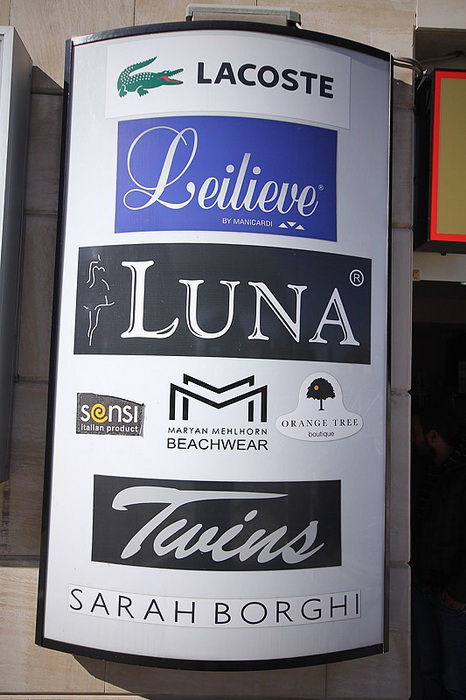 LACOSTE
Leilieve®
BY MANICARDI
LUNA®
sensi
italian product
MARYAN MEHLHORN
BEACHWEAR
ORANGE TREE
boutique
Twins
SARAH BORGHI